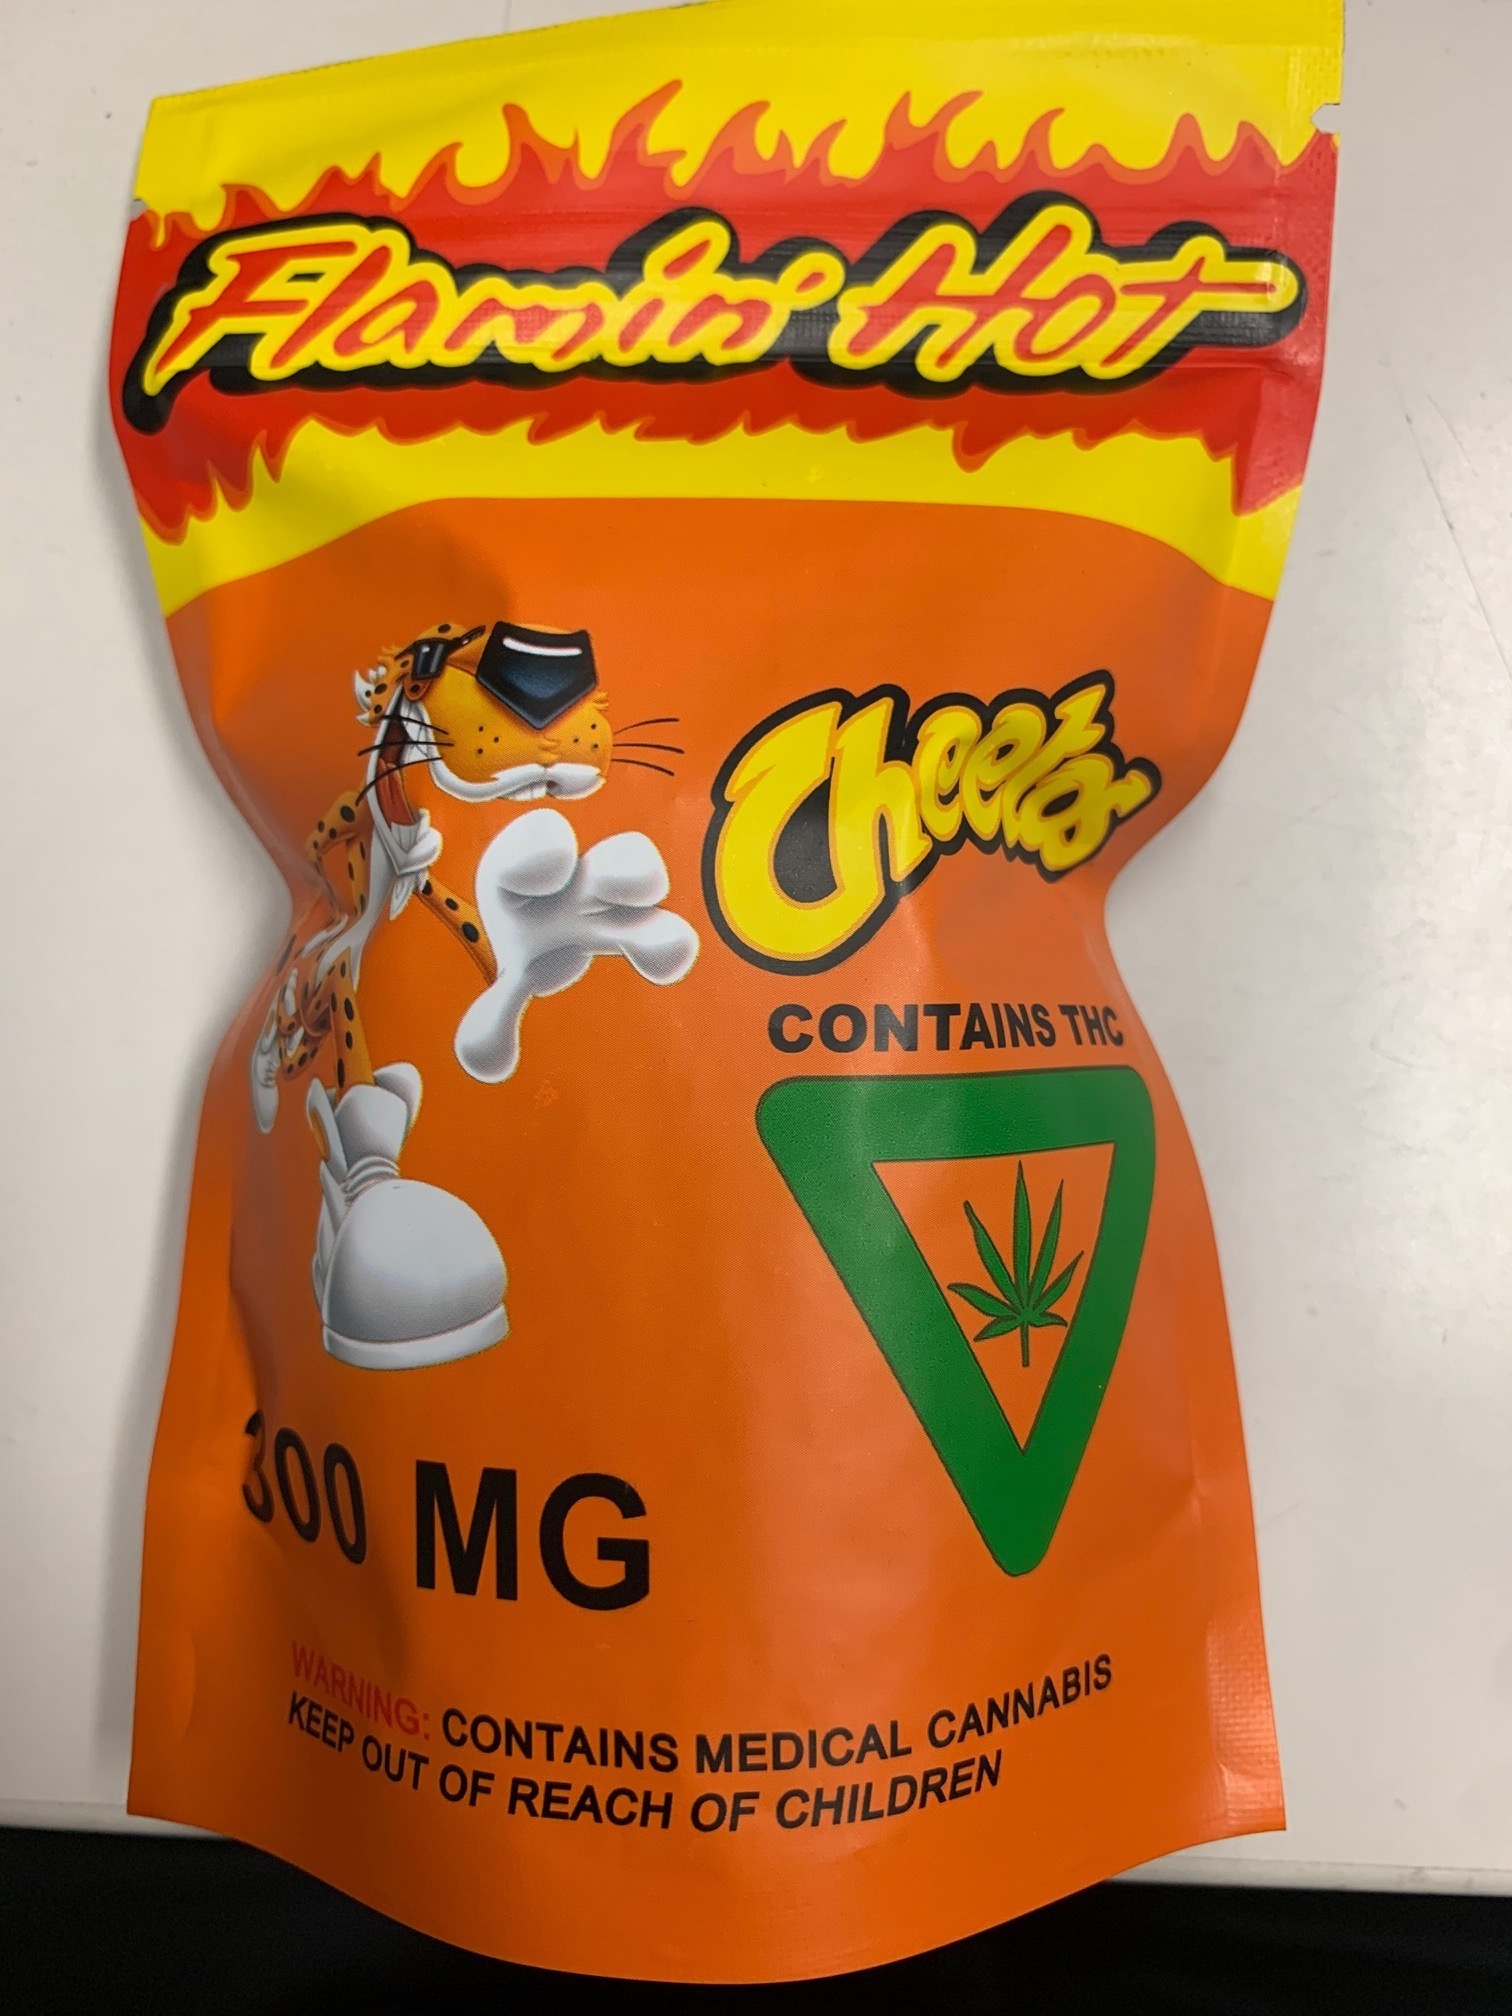 Flamin' Hot
Cheetos
CONTAINS THC
300 MG
WARNING: CONTAINS MEDICAL CANNABIS
KEEP OUT OF REACH OF CHILDREN